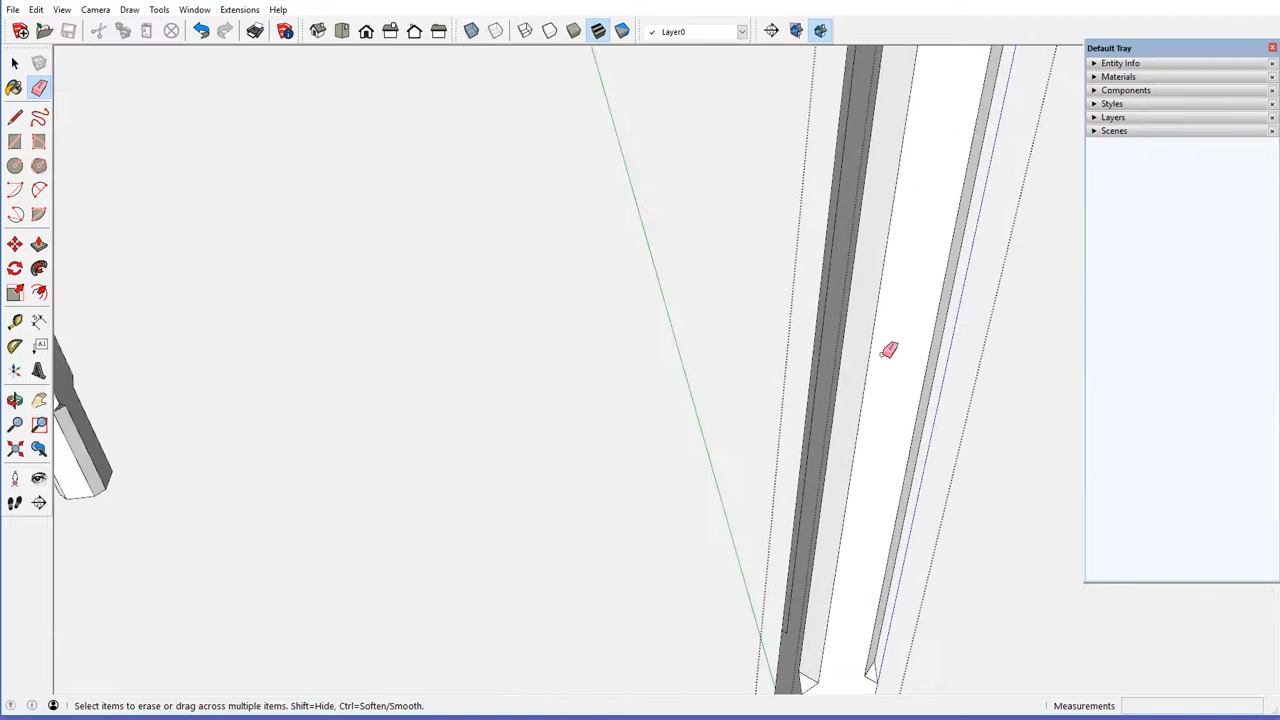 File Edit View Camera Draw Tools Window Extensions Help
Layer0
Default Tray
Entity Info
Materials
Components
Styles
Layers
Scenes
A1
Select items to erase or drag across multiple items. Shift=Hide, Ctrl=Soften/Smooth.
Measurements